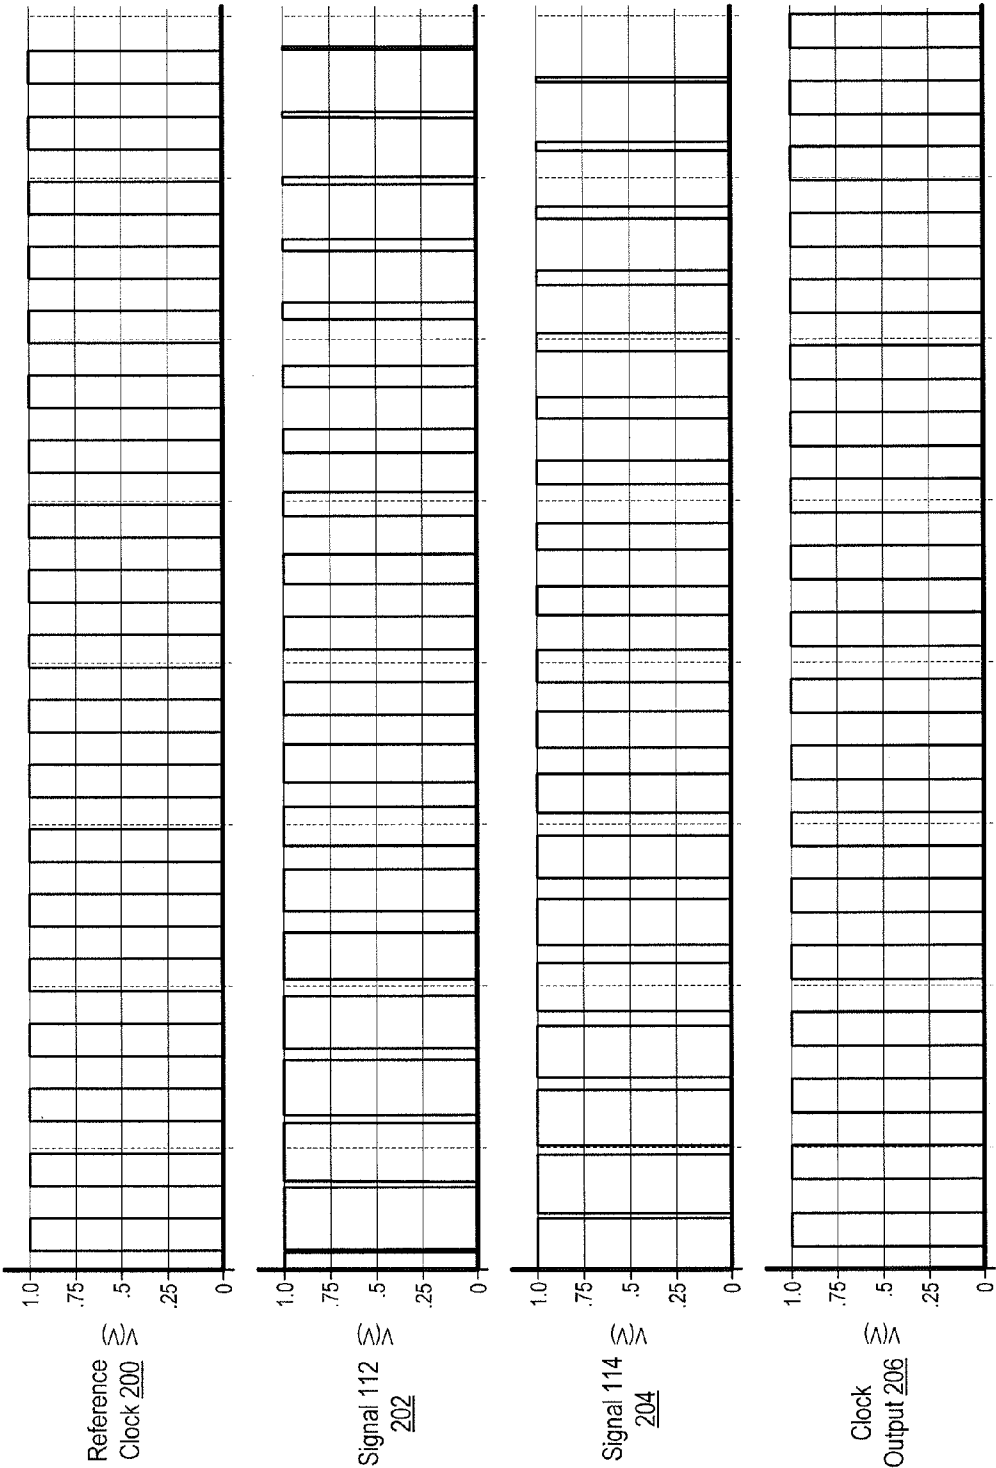 Reference
Clock 200
V(V)
1.0
.75
.5
.25
0
Signal 112
202
V(V)
1.0
.75
.5
.25
0
Signal 114
204
V(V)
1.0
.75
.5
.25
0
Clock
Output 206
V(V)
1.0
.75
.5
.25
0